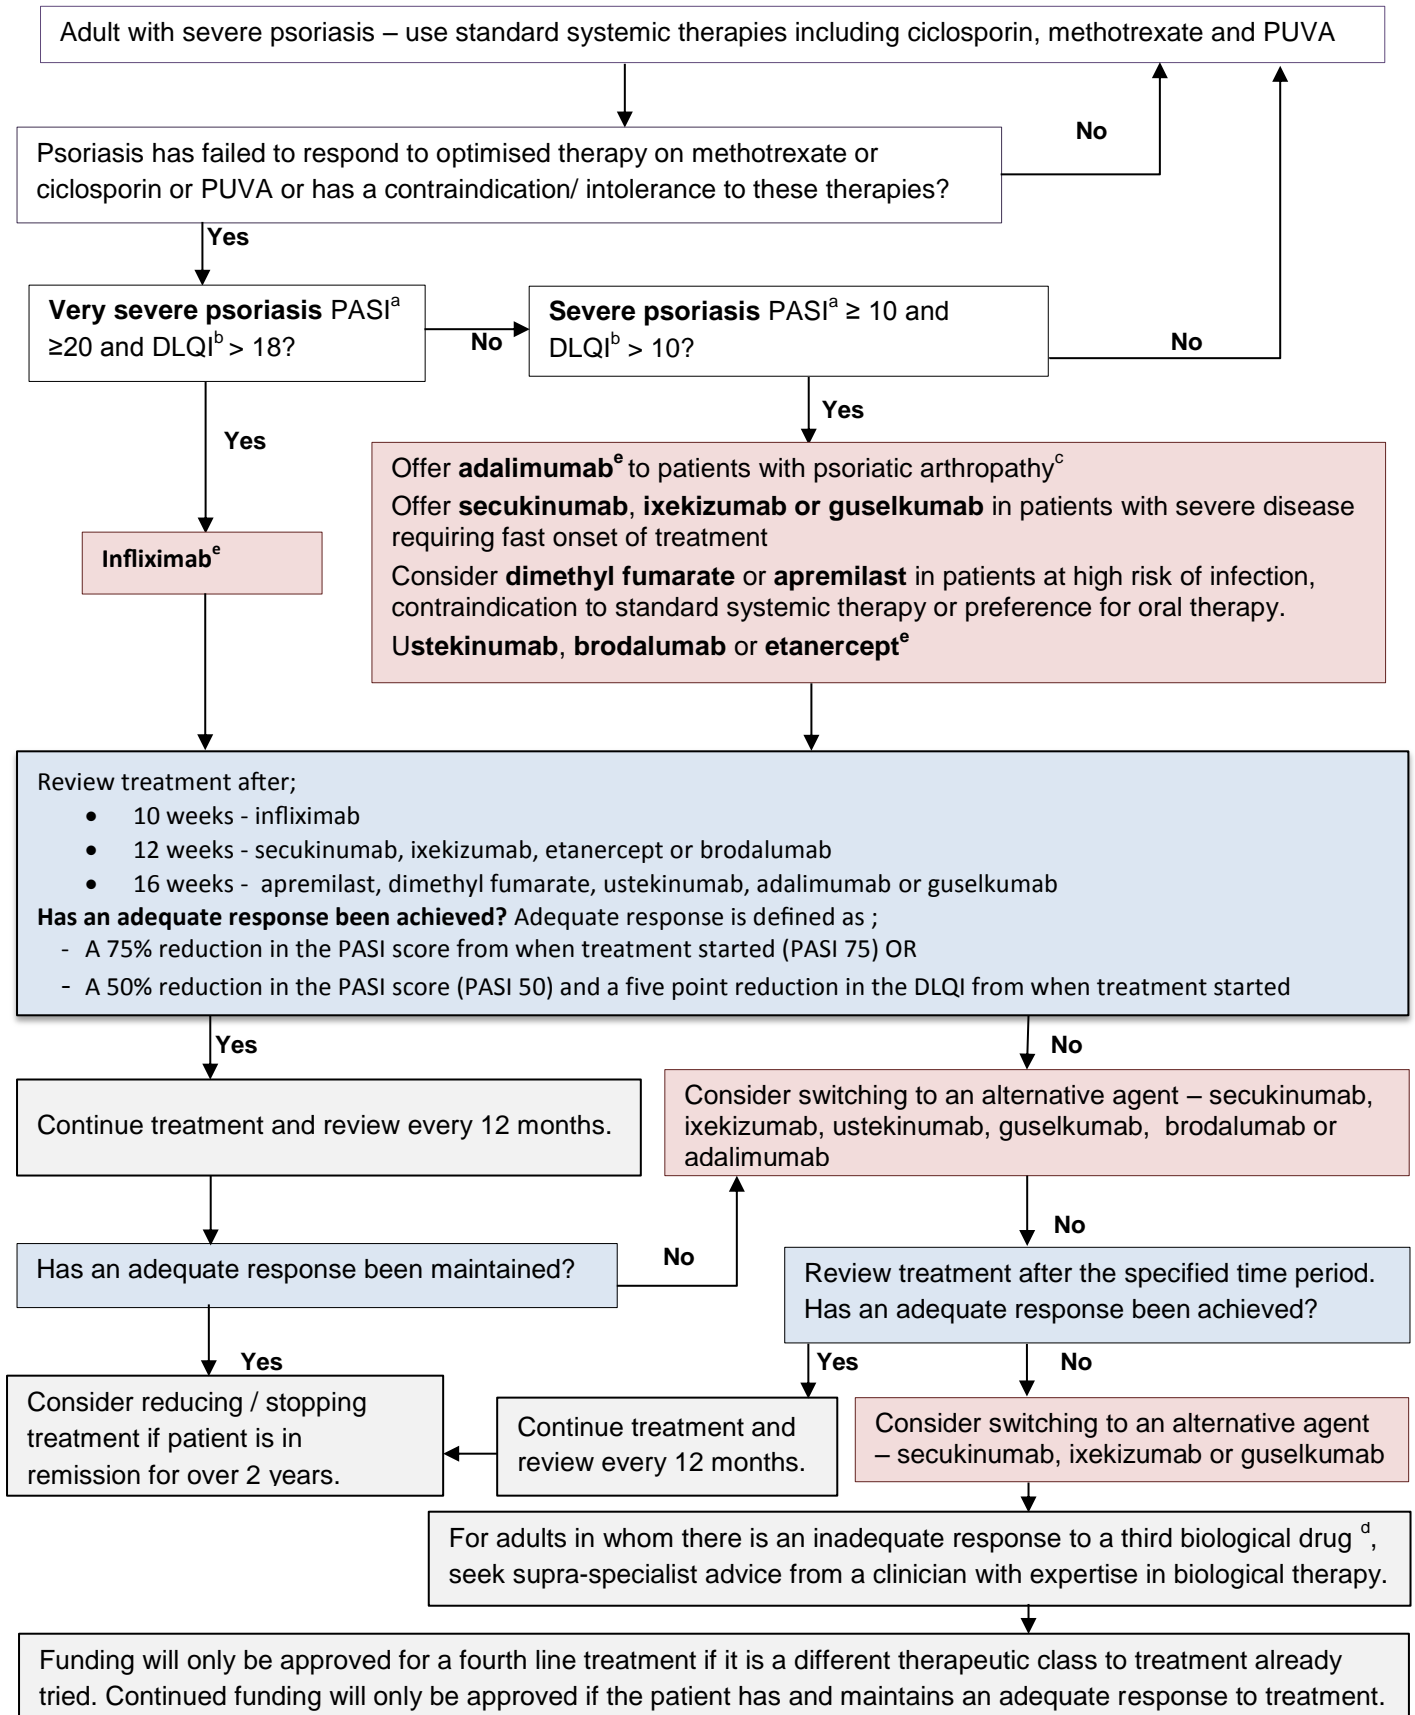 Adult with severe psoriasis – use standard systemic therapies including ciclosporin, methotrexate and PUVA
No
Psoriasis has failed to respond to optimised therapy on methotrexate or
ciclosporin or PUVA or has a contraindication/ intolerance to these therapies?
Yes
Very severe psoriasis PASIa
≥20 and DLQIb > 18?
No
Severe psoriasis PASIa ≥ 10 and
DLQIb > 10?
No
Yes
Yes
Infliximabe
Offer adalimumabe to patients with psoriatic arthropathyc
Offer secukinumab, ixekizumab or guselkumab in patients with severe disease
requiring fast onset of treatment
Consider dimethyl fumarate or apremilast in patients at high risk of infection,
contraindication to standard systemic therapy or preference for oral therapy.
Ustekinumab, brodalumab or etanercepte
Review treatment after;
• 10 weeks - infliximab
• 12 weeks - secukinumab, ixekizumab, etanercept or brodalumab
• 16 weeks - apremilast, dimethyl fumarate, ustekinumab, adalimumab or guselkumab
Has an adequate response been achieved? Adequate response is defined as ;
- A 75% reduction in the PASI score from when treatment started (PASI 75) OR
- A 50% reduction in the PASI score (PASI 50) and a five point reduction in the DLQI from when treatment started
Yes
No
Continue treatment and review every 12 months.
Consider switching to an alternative agent – secukinumab,
ixekizumab, ustekinumab, guselkumab, brodalumab or
adalimumab
No
Has an adequate response been maintained?
No
Review treatment after the specified time period.
Has an adequate response been achieved?
Yes
Yes
No
Consider reducing / stopping
treatment if patient is in
remission for over 2 years.
Continue treatment and
review every 12 months.
Consider switching to an alternative agent
– secukinumab, ixekizumab or guselkumab
For adults in whom there is an inadequate response to a third biological drug d,
seek supra-specialist advice from a clinician with expertise in biological therapy.
Funding will only be approved for a fourth line treatment if it is a different therapeutic class to treatment already
tried. Continued funding will only be approved if the patient has and maintains an adequate response to treatment.